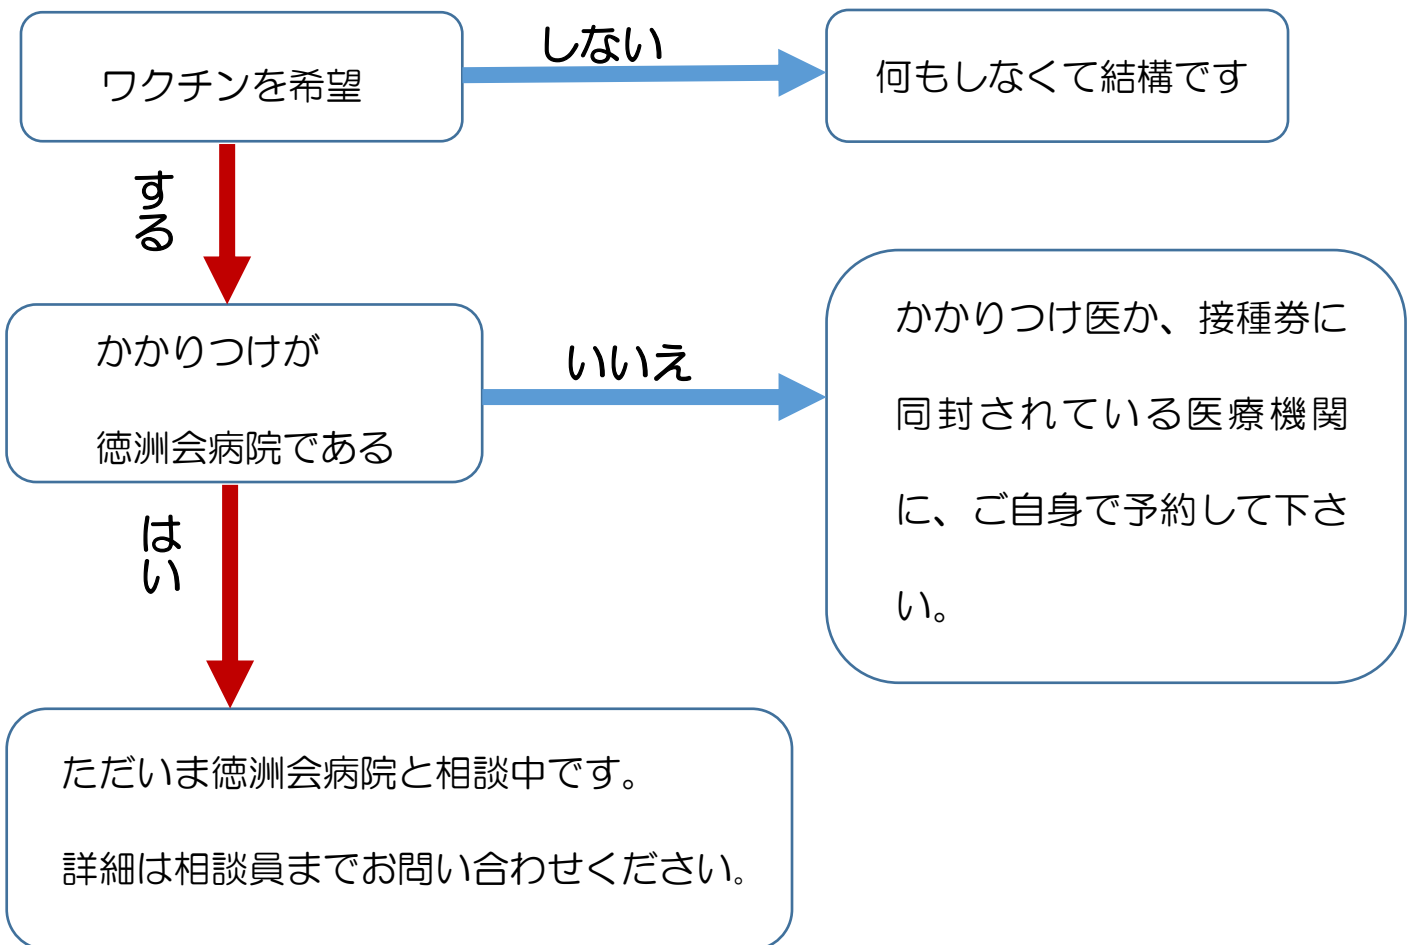 ワクチンを希望
しない
何もしなくて結構です
する
かかりつけが
徳洲会病院である
いいえ
かかりつけ医か、接種券に
同封されている医療機関
に、ご自身で予約して下さ
い。
はい
ただいま徳洲会病院と相談中です。
詳細は相談員までお問い合わせください。